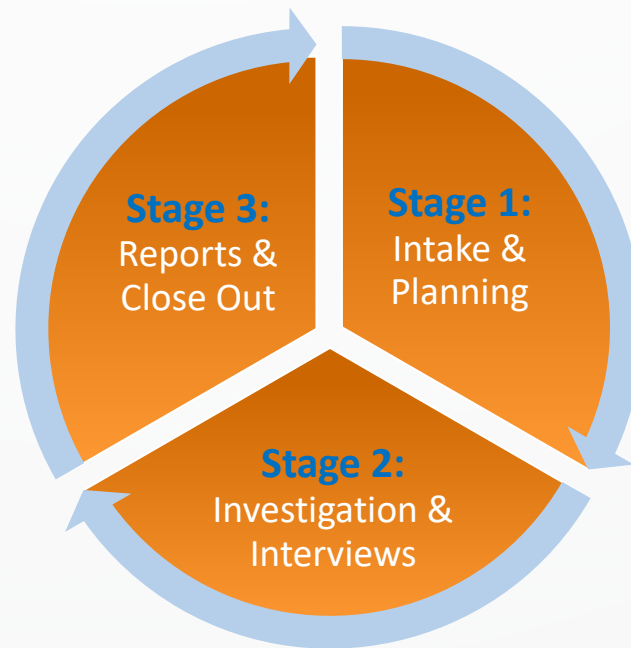 Stage 1:
Intake &
Planning
Stage 2:
Investigation &
Interviews
Stage 3:
Reports &
Close Out